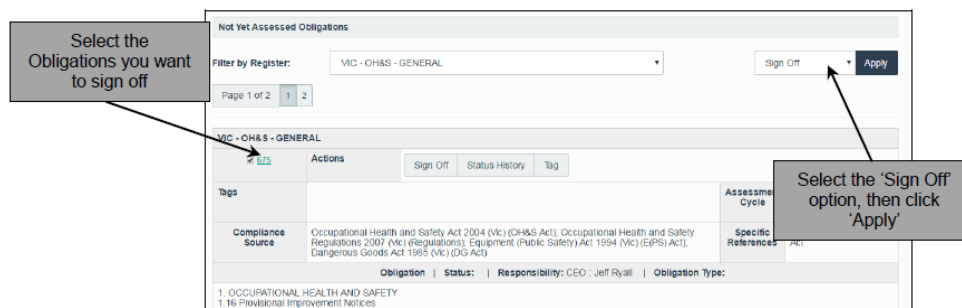 Select the
Obligations you want
to sign off
Not Yet Assessed Obligations
Filter by Register:
VIC - OH&S - GENERAL
Sign Off
Apply
Page 1 of 2 1 2
VIC - OH&S - GENERAL
675
Actions
Sign Off Status History Tag
Select the 'Sign Off'
option, then click
'Apply'
Tags
Cycle
Compliance
Source
Occupational Health and Safety Act 2004 (Vic) (OH&S Act); Occupational Health and Safety
Regulations 2007 (Vic) (Regulations); Equipment (Public Safety) Act 1994 (Vic) (E(PS) Act);
Dangerous Goods Act 1985 (Vic) (DG Act)
Specific
References
Act
Obligation | Status: | Responsibility: CEO : Jeff Ryall | Obligation Type:
1. OCCUPATIONAL HEALTH AND SAFETY
1.16 Provisional Improvement Notices